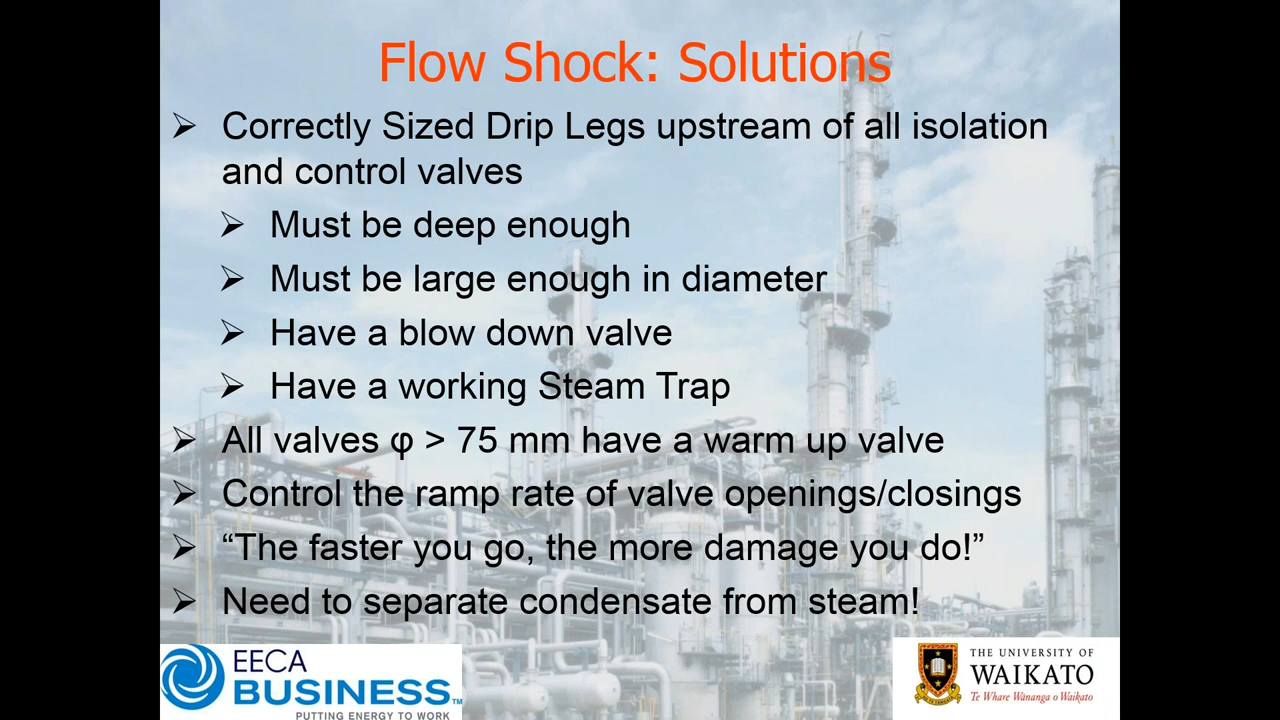 Flow Shock: Solutions
➢ Correctly Sized Drip Legs upstream of all isolation
and control valves
➢ Must be deep enough
➢ Must be large enough in diameter
➢ Have a blow down valve
➢ Have a working Steam Trap
➢ All valves φ > 75 mm have a warm up valve
➢ Control the ramp rate of valve openings/closings
➢ “The faster you go, the more damage you do!”
➢ Need to separate condensate from steam!
EECA
BUSINESS™
PUTTING ENERGY TO WORK
THE UNIVERSITY OF
WAIKATO
Te Whare Wānanga o Waikato